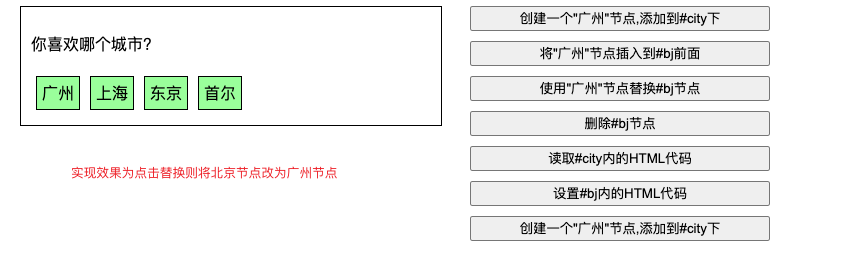 你喜欢哪个城市?
广州 上海 东京 首尔
实现效果为点击替换则将北京节点改为广州节点
创建一个"广州"节点,添加到#city下
将"广州"节点插入到#bj前面
使用"广州"节点替换#bj节点
删除#bj节点
读取#city内的HTML代码
设置#bj内的HTML代码
创建一个"广州"节点,添加到#city下